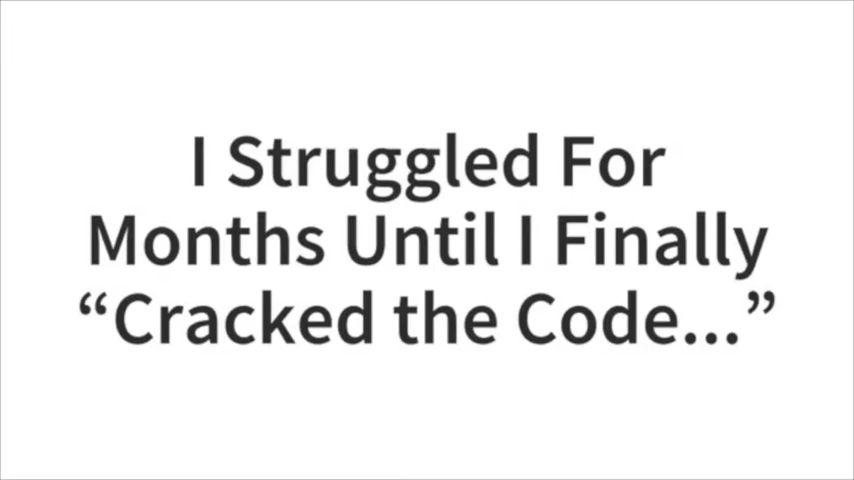 I Struggled For
Months Until I Finally
“Cracked the Code...”